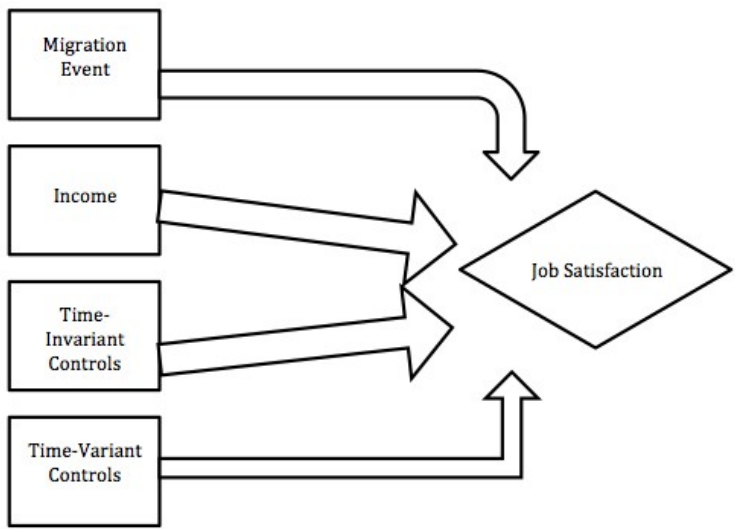 Migration
Event
Income
Time-
Invariant
Controls
Time-Variant
Controls
Job Satisfaction